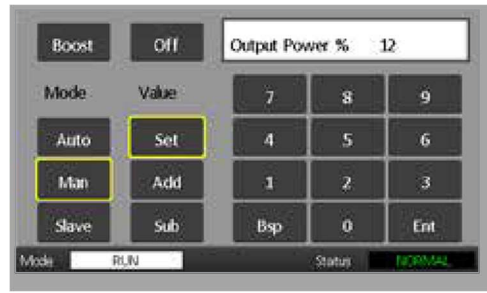 Boost Off Output Power % 12
Mode Value 7 8 9
Auto Set 4 5 6
Man Add 1 2 3
Slave Sub Bsp 0 Ent
Mode RUN Status NORMAL